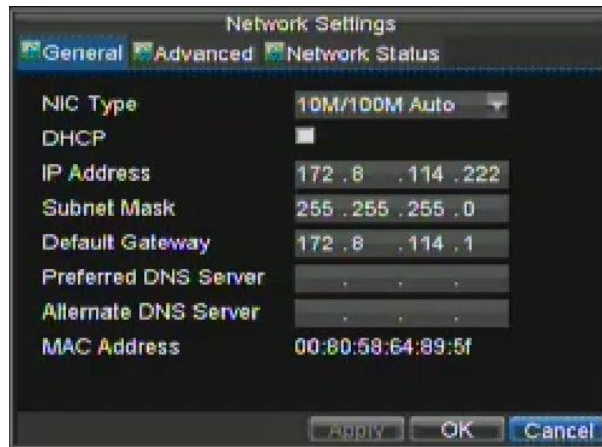 Network Settings
General Advanced Network Status
NIC Type 10M/100M Auto
DHCP
IP Address 172 .8 .114 .222
Subnet Mask 255 .255 .255 .0
Default Gateway 172 .8 .114 .1
Preferred DNS Server . . .
Alternate DNS Server . . .
MAC Address 00:80:58:64:89:5f
Apply OK Cancel